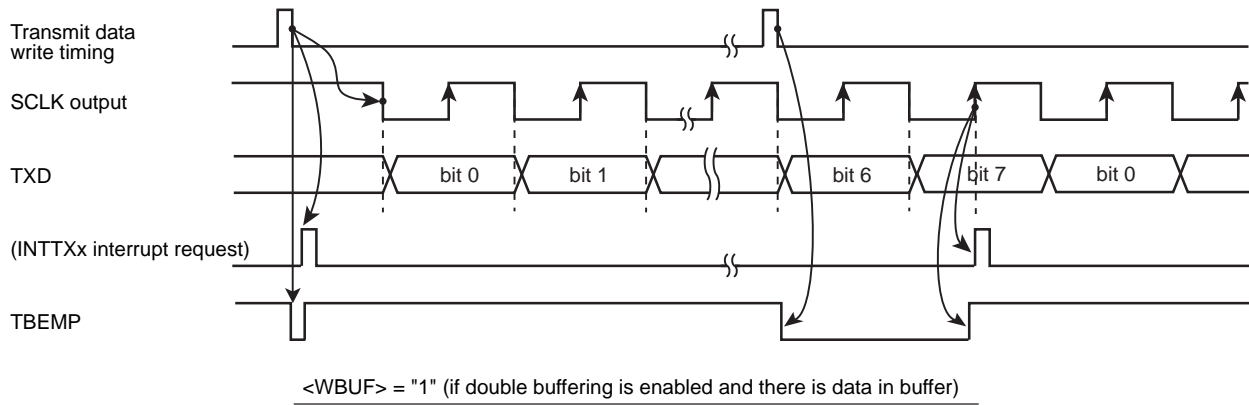 Transmit data
write timing
SCLK output
TXD
bit 0 bit 1 bit 6 bit 7 bit 0
(INTTXx interrupt request)
TBEMP
<WBUF> = "1" (if double buffering is enabled and there is data in buffer)